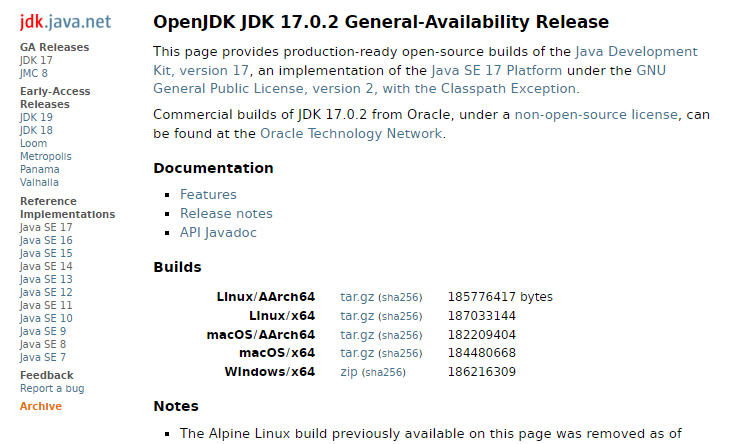 jdk.java.net
GA Releases
JDK 17
JMC 8
Early-Access
Releases
JDK 19
JDK 18
Loom
Metropolis
Panama
Valhalla
Reference
Implementations
Java SE 17
Java SE 16
Java SE 15
Java SE 14
Java SE 13
Java SE 12
Java SE 11
Java SE 10
Java SE 9
Java SE 8
Java SE 7
Feedback
Report a bug
Archive
OpenJDK JDK 17.0.2 General-Availability Release
This page provides production-ready open-source builds of the Java Development
Kit, version 17, an implementation of the Java SE 17 Platform under the GNU
General Public License, version 2, with the Classpath Exception.
Commercial builds of JDK 17.0.2 from Oracle, under a non-open-source license, can
be found at the Oracle Technology Network.
Documentation
▪ Features
▪ Release notes
▪ API Javadoc
Builds
Linux/AArch64 tar.gz (sha256) 185776417 bytes
Linux/x64 tar.gz (sha256) 187033144
macOS/AArch64 tar.gz (sha256) 182209404
macOS/x64 tar.gz (sha256) 184480668
Windows/x64 zip (sha256) 186216309
Notes
▪ The Alpine Linux build previously available on this page was removed as of